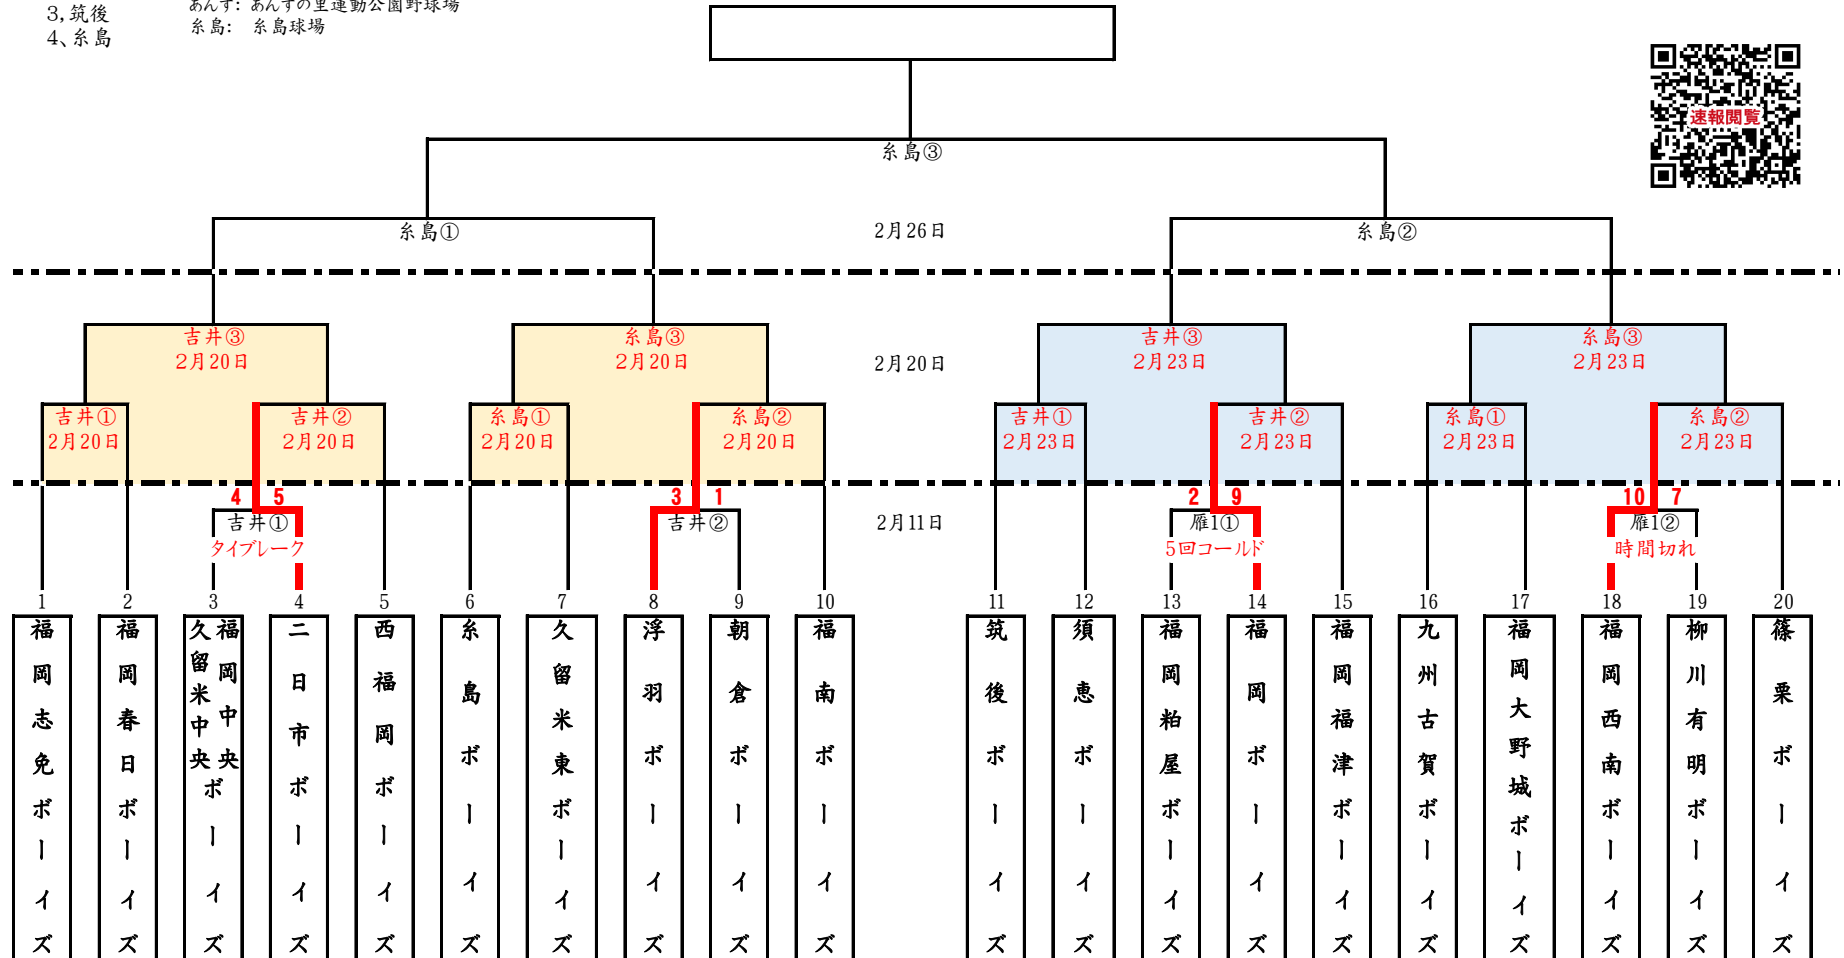 3,筑後
4、糸島
あんず: あんずの里運動公園野球場
糸島: 糸島球場
速報閲覧
糸島③
糸島①
2月26日
糸島②
吉井③
2月20日
糸島③
2月20日
2月20日
吉井③
2月23日
糸島③
2月23日
吉井①
2月20日
吉井②
2月20日
糸島①
2月20日
糸島②
2月20日
吉井①
2月23日
吉井②
2月23日
糸島①
2月23日
糸島②
2月23日
4 5
吉井①
タイブレーク
3 1
吉井②
2月11日
2 9
雁1①
5回コールド
10 7
雁1②
時間切れ
1 2 3 4 5 6 7 8 9 10 11 12 13 14 15 16 17 18 19 20
福岡志免ボーイズ
福岡春日ボーイズ
福岡中央
久留米中央
ボーイズ
二日市ボーイズ
西福岡ボーイズ
糸島ボーイズ
久留米東ボーイズ
浮羽ボーイズ
朝倉ボーイズ
福南ボーイズ
筑後ボーイズ
須恵ボーイズ
福岡粕屋ボーイズ
福岡ボーイズ
福岡福津ボーイズ
九州古賀ボーイズ
福岡大野城ボーイズ
福岡西南ボーイズ
柳川有明ボーイズ
篠栗ボーイズ